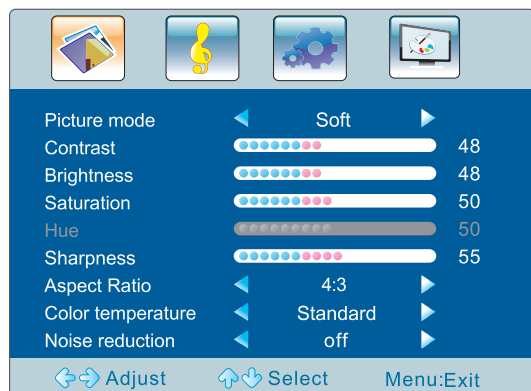 Picture mode Soft
Contrast 48
Brightness 48
Saturation 50
Hue 50
Sharpness 55
Aspect Ratio 4:3
Color temperature Standard
Noise reduction off
Adjust Select Menu:Exit